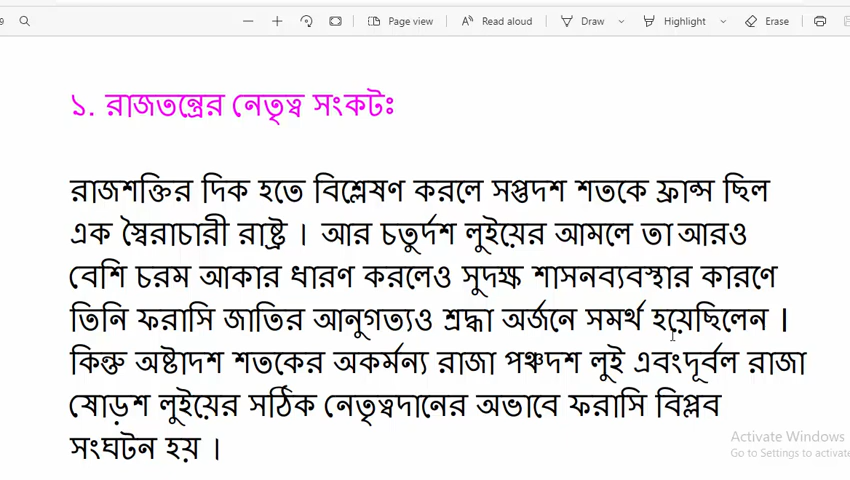 9
Page view
Read aloud
Draw
Highlight
Erase
১. রাজতন্ত্রের নেতৃত্ব সংকটঃ
রাজশক্তির দিক হতে বিশ্লেষণ করলে সপ্তদশ শতকে ফ্রান্স ছিল
এক স্বৈরাচারী রাষ্ট্র । আর চতুর্দশ লুইয়ের আমলে তা আরও
বেশি চরম আকার ধারণ করলেও সুদক্ষ শাসনব্যবস্থার কারণে
তিনি ফরাসি জাতির আনুগত্যও শ্রদ্ধা অর্জনে সমর্থ হয়েছিলেন ।
কিন্তু অষ্টাদশ শতকের অকর্মন্য রাজা পঞ্চদশ লুই এবংদূর্বল রাজা
ষোড়শ লুইয়ের সঠিক নেতৃত্বদানের অভাবে ফরাসি বিপ্লব
সংঘটন হয় ।
Activate Windows
Go to Settings to activate